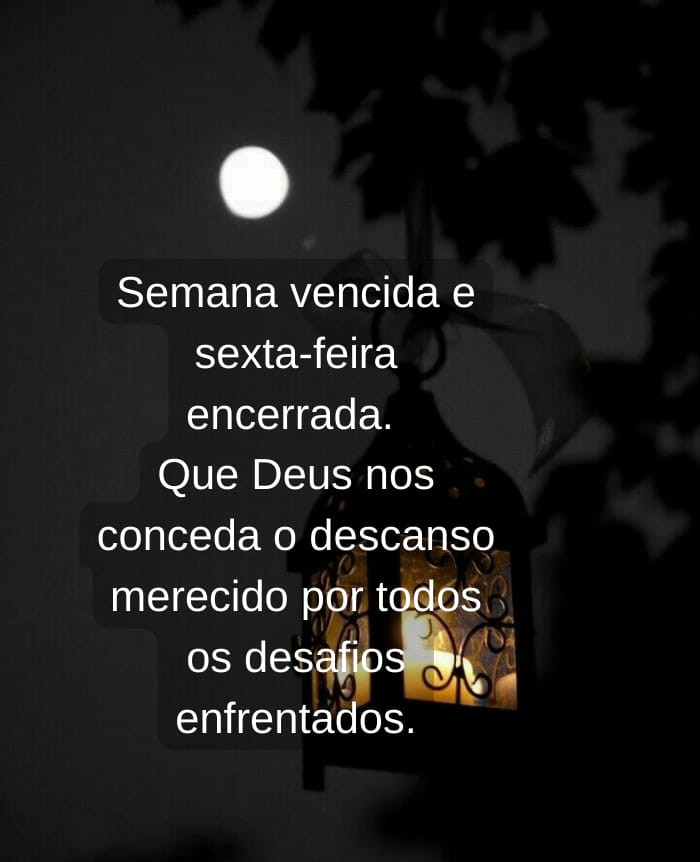 Semana vencida e
sexta-feira
encerrada.
Que Deus nos
conceda o descanso
merecido por todos
os desafios
enfrentados.